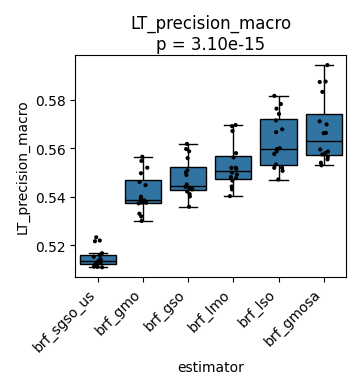 LT_precision_macro
p = 3.10e-15
LT_precision_macro
0.58
0.56
0.54
0.52
brf_sgso_us
brf_gmo
brf_gso
brf_lmo
brf_lso
brf_gmosa
estimator